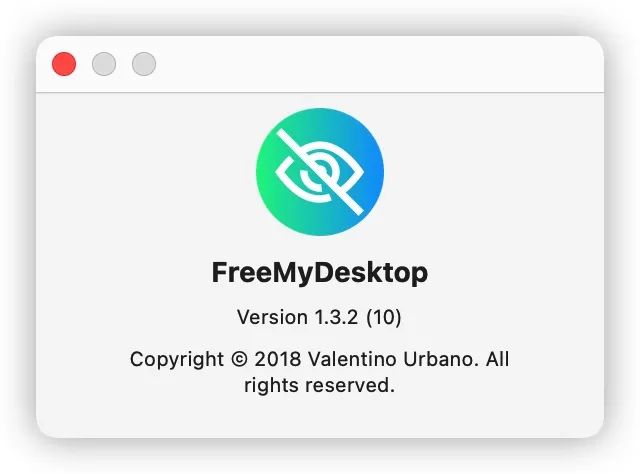 FreeMyDesktop
Version 1.3.2 (10)
Copyright © 2018 Valentino Urbano. All
rights reserved.